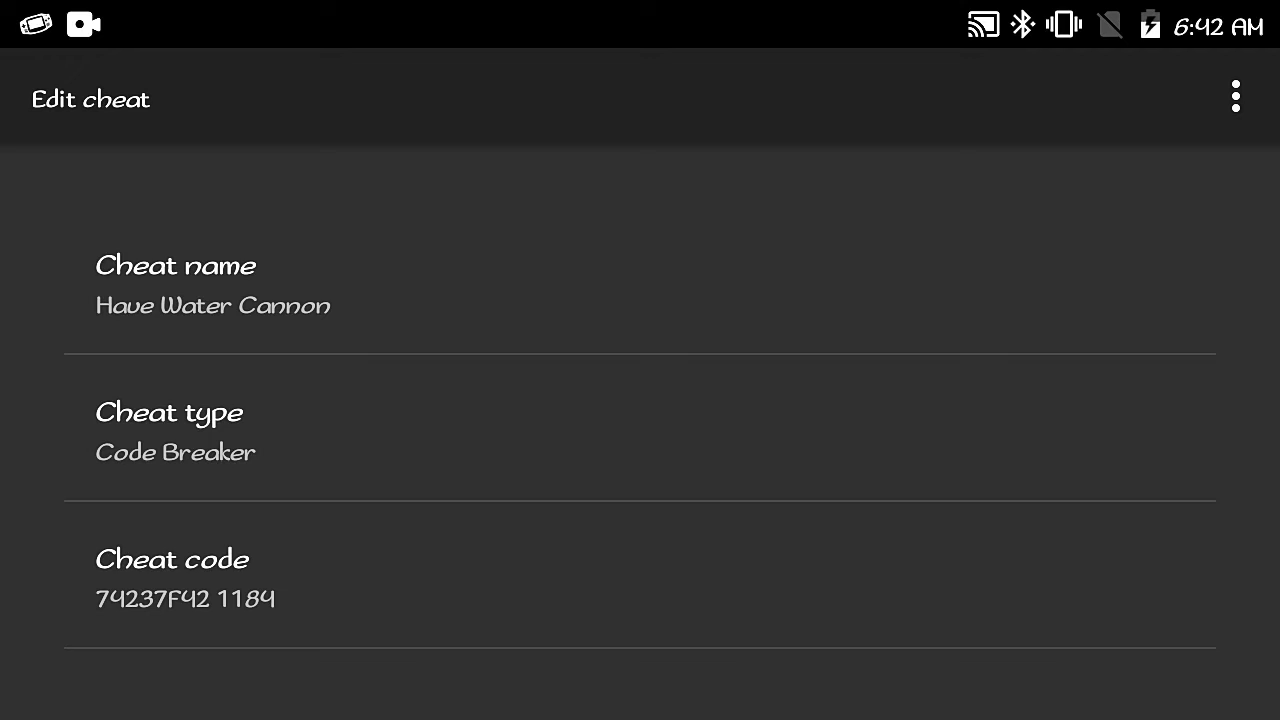 6:42 AM
Edit cheat
Cheat name
Have Water Cannon
Cheat type
Code Breaker
Cheat code
74237F42 1184